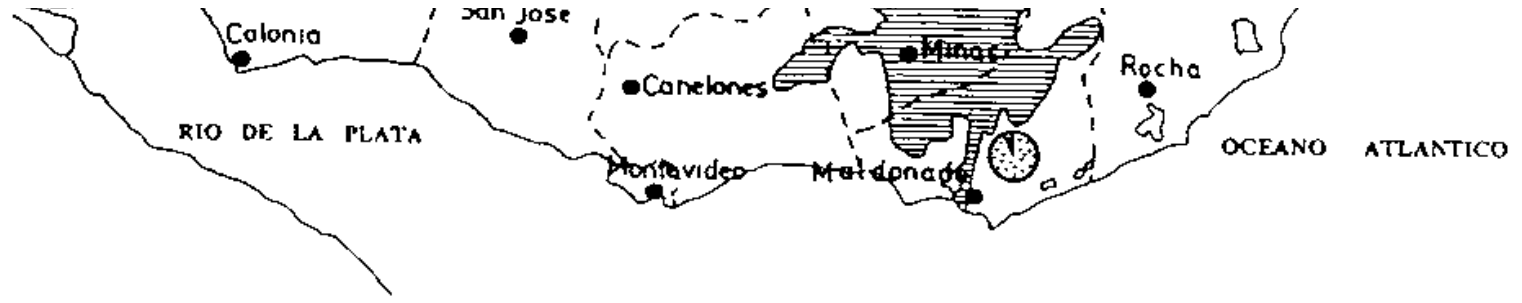 San Jose
Colonia
Minas
Rocha
Canelones
RIO DE LA PLATA
OCEANO ATLANTICO
Montevideo
Maldonado